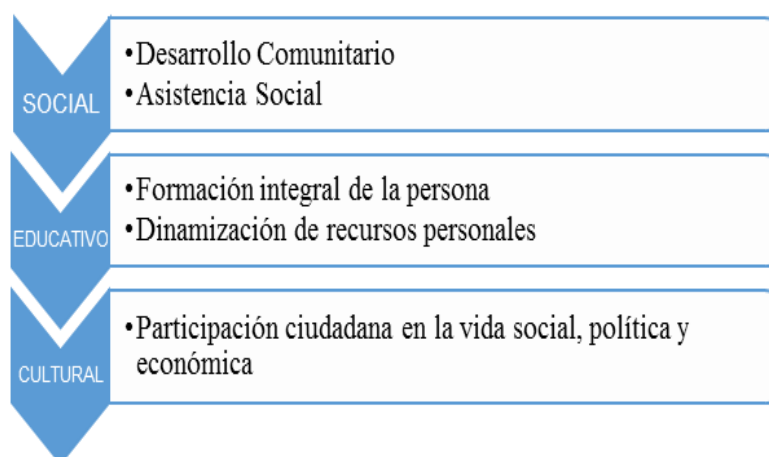 SOCIAL
•Desarrollo Comunitario
•Asistencia Social
EDUCATIVO
•Formación integral de la persona
•Dinamización de recursos personales
CULTURAL
•Participación ciudadana en la vida social, política y
económica